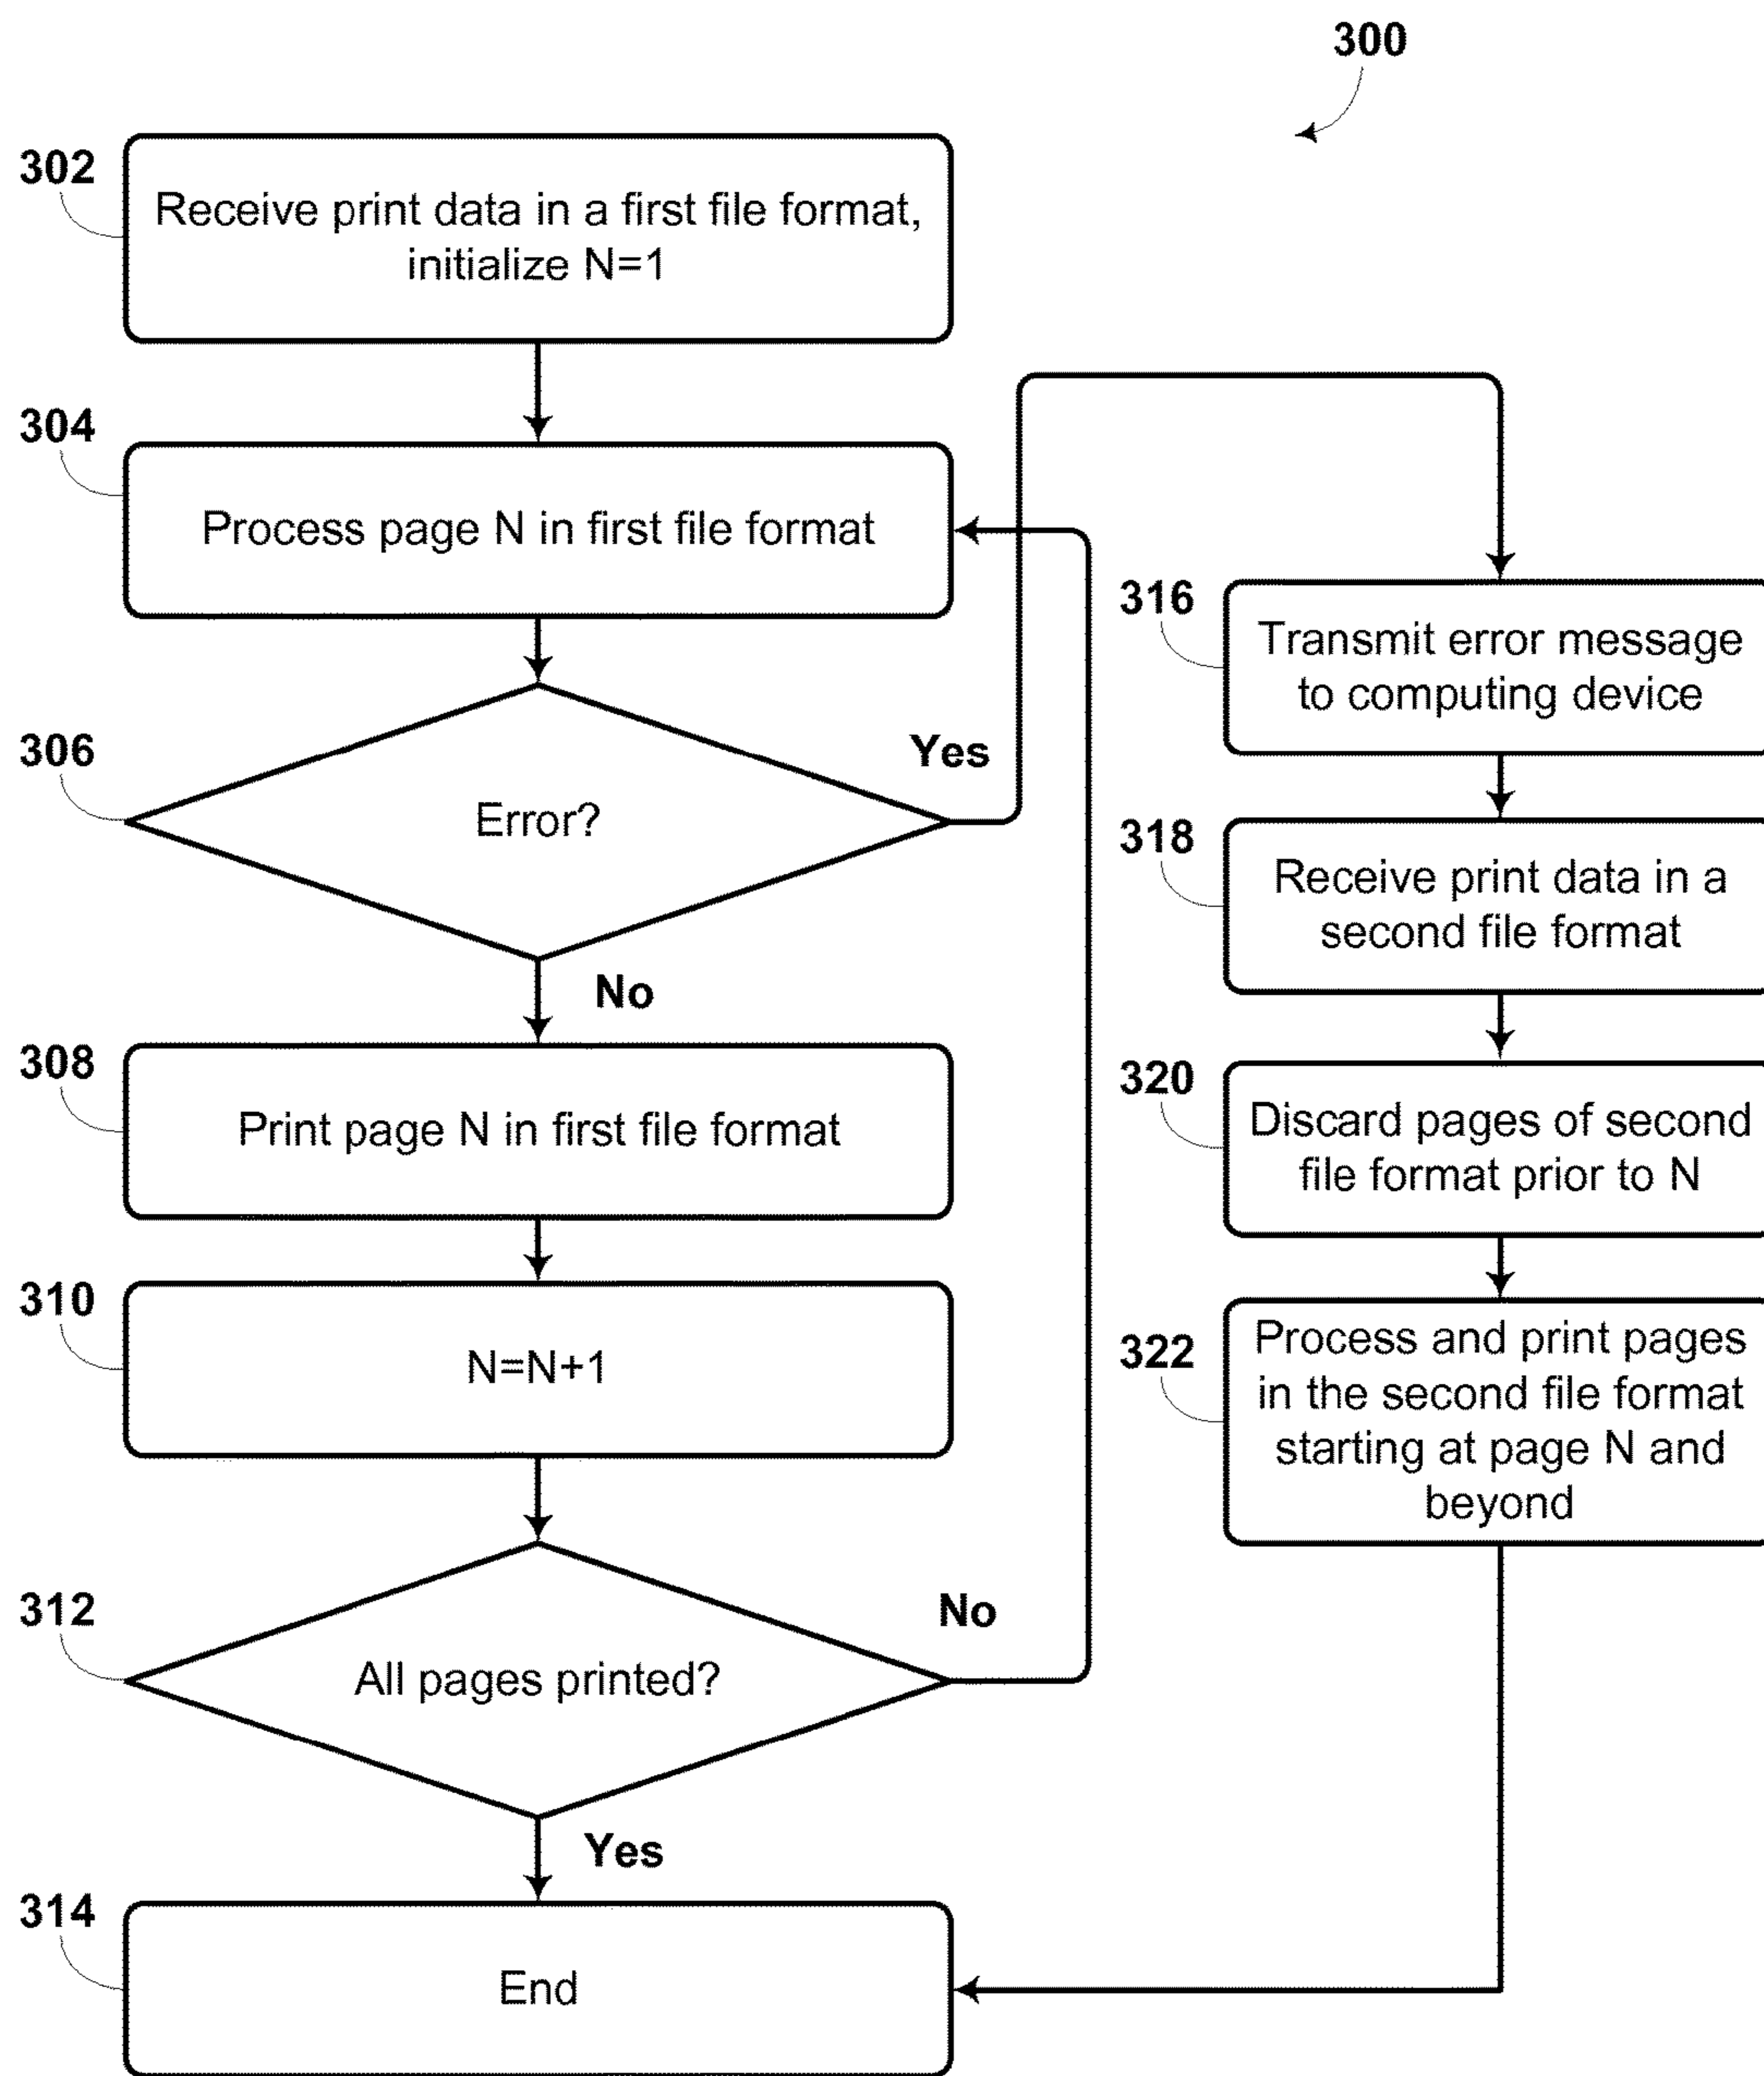 300
302
Receive print data in a first file format,
initialize N=1
304
Process page N in first file format
306
Error?
Yes
No
308
Print page N in first file format
310
N=N+1
312
All pages printed?
No
Yes
314
End
316
Transmit error message
to computing device
318
Receive print data in a
second file format
320
Discard pages of second
file format prior to N
322
Process and print pages
in the second file format
starting at page N and
beyond